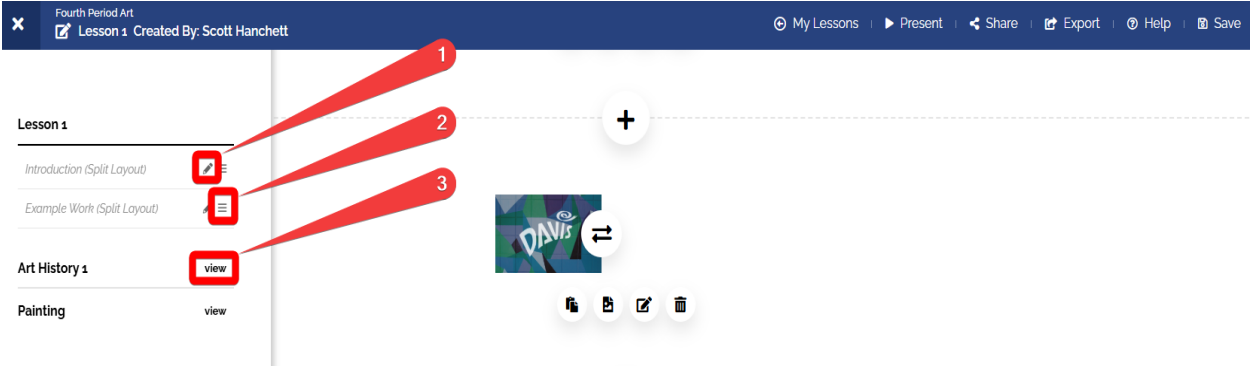 Fourth Period Art
Lesson 1 Created By: Scott Hanchett
My Lessons Present Share Export Help Save
1
Lesson 1
2
Introduction (Split Layout)
3
Example Work (Split Layout)
DAVIS
Art History 1 view
Painting view